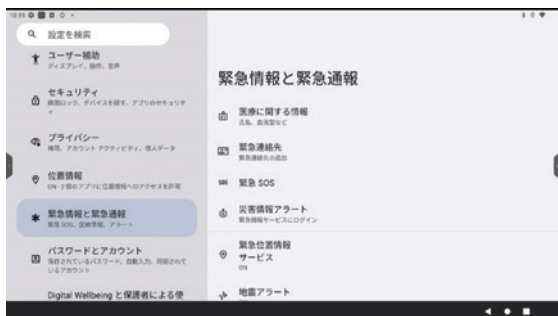 10:59
設定を検索
ユーザー補助
ディスプレイ、操作、音声
セキュリティ
画面ロック、デバイスを探す、アプリのセキュリテ
ィ
プライバシー
権限、アカウント アクティビティ、個人データ
位置情報
ON: 2 個のアプリに位置情報へのアクセスを許可
緊急情報と緊急通報
緊急 SOS、医療情報、アラート
パスワードとアカウント
保存されているパスワード、自動入力、同期されて
いるアカウント
Digital Wellbeing と保護者による使
緊急情報と緊急通報
医療に関する情報
氏名、血液型など
緊急連絡先
緊急連絡先の追加
SOS 緊急 SOS
災害情報アラート
緊急情報サービスにログイン
緊急位置情報
サービス
ON
地震アラート